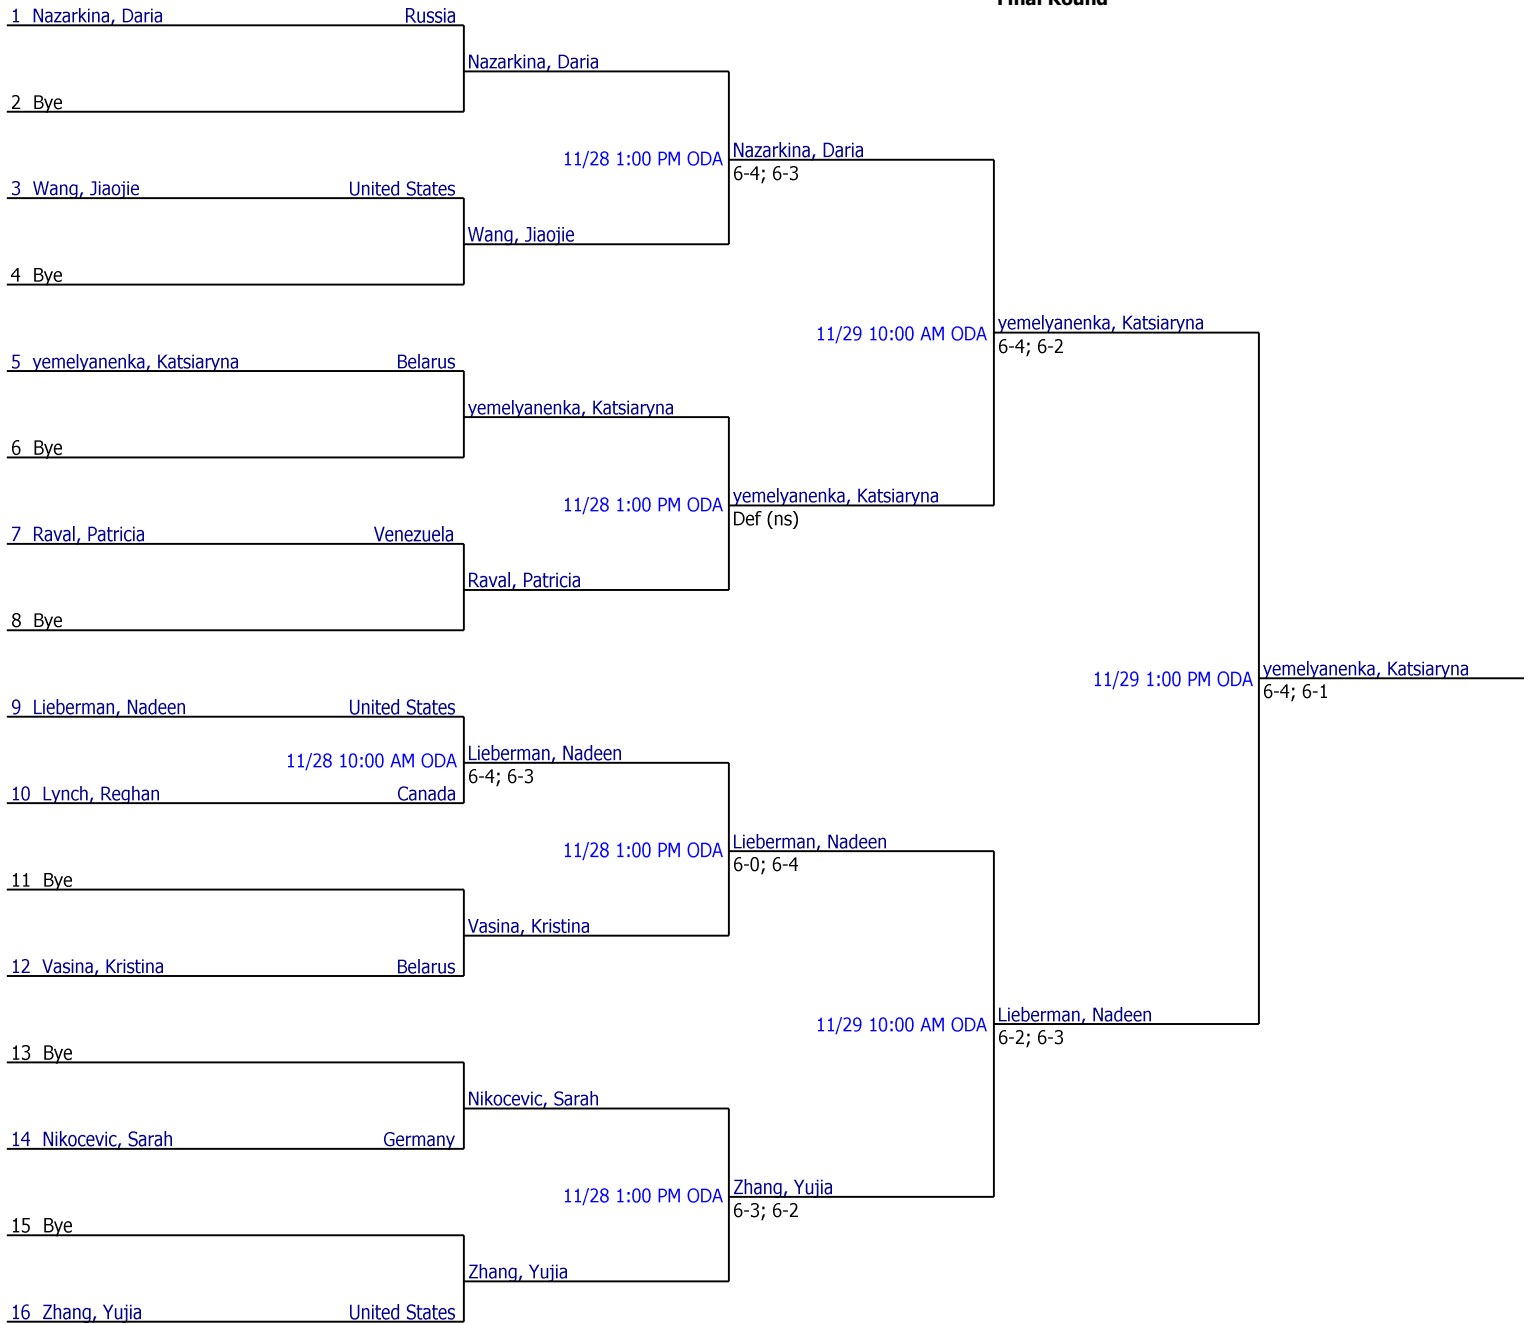 Final Round
1 Nazarkina, Daria Russia
Nazarkina, Daria
2 Bye
11/28 1:00 PM ODA Nazarkina, Daria
6-4; 6-3
3 Wang, Jiaojie United States
Wang, Jiaojie
4 Bye
11/29 10:00 AM ODA yemelyanenka, Katsiaryna
6-4; 6-2
5 yemelyanenka, Katsiaryna Belarus
yemelyanenka, Katsiaryna
6 Bye
11/28 1:00 PM ODA yemelyanenka, Katsiaryna
Def (ns)
7 Raval, Patricia Venezuela
Raval, Patricia
8 Bye
11/29 1:00 PM ODA yemelyanenka, Katsiaryna
6-4; 6-1
9 Lieberman, Nadeen United States
11/28 10:00 AM ODA Lieberman, Nadeen
6-4; 6-3
10 Lynch, Reghan Canada
11/28 1:00 PM ODA Lieberman, Nadeen
6-0; 6-4
11 Bye
Vasina, Kristina
12 Vasina, Kristina Belarus
11/29 10:00 AM ODA Lieberman, Nadeen
6-2; 6-3
13 Bye
Nikocevic, Sarah
14 Nikocevic, Sarah Germany
11/28 1:00 PM ODA Zhang, Yujia
6-3; 6-2
15 Bye
Zhang, Yujia
16 Zhang, Yujia United States